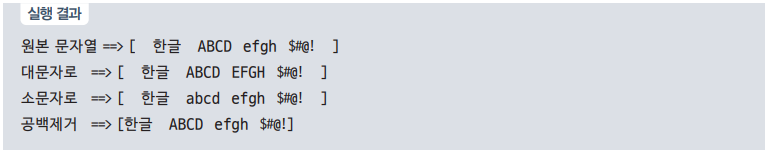 실행 결과
원본 문자열 ==> [  한글  ABCD efgh $#@!  ]
대문자로  ==> [  한글  ABCD EFGH $#@!  ]
소문자로  ==> [  한글  abcd efgh $#@!  ]
공백제거  ==> [한글  ABCD efgh $#@!]